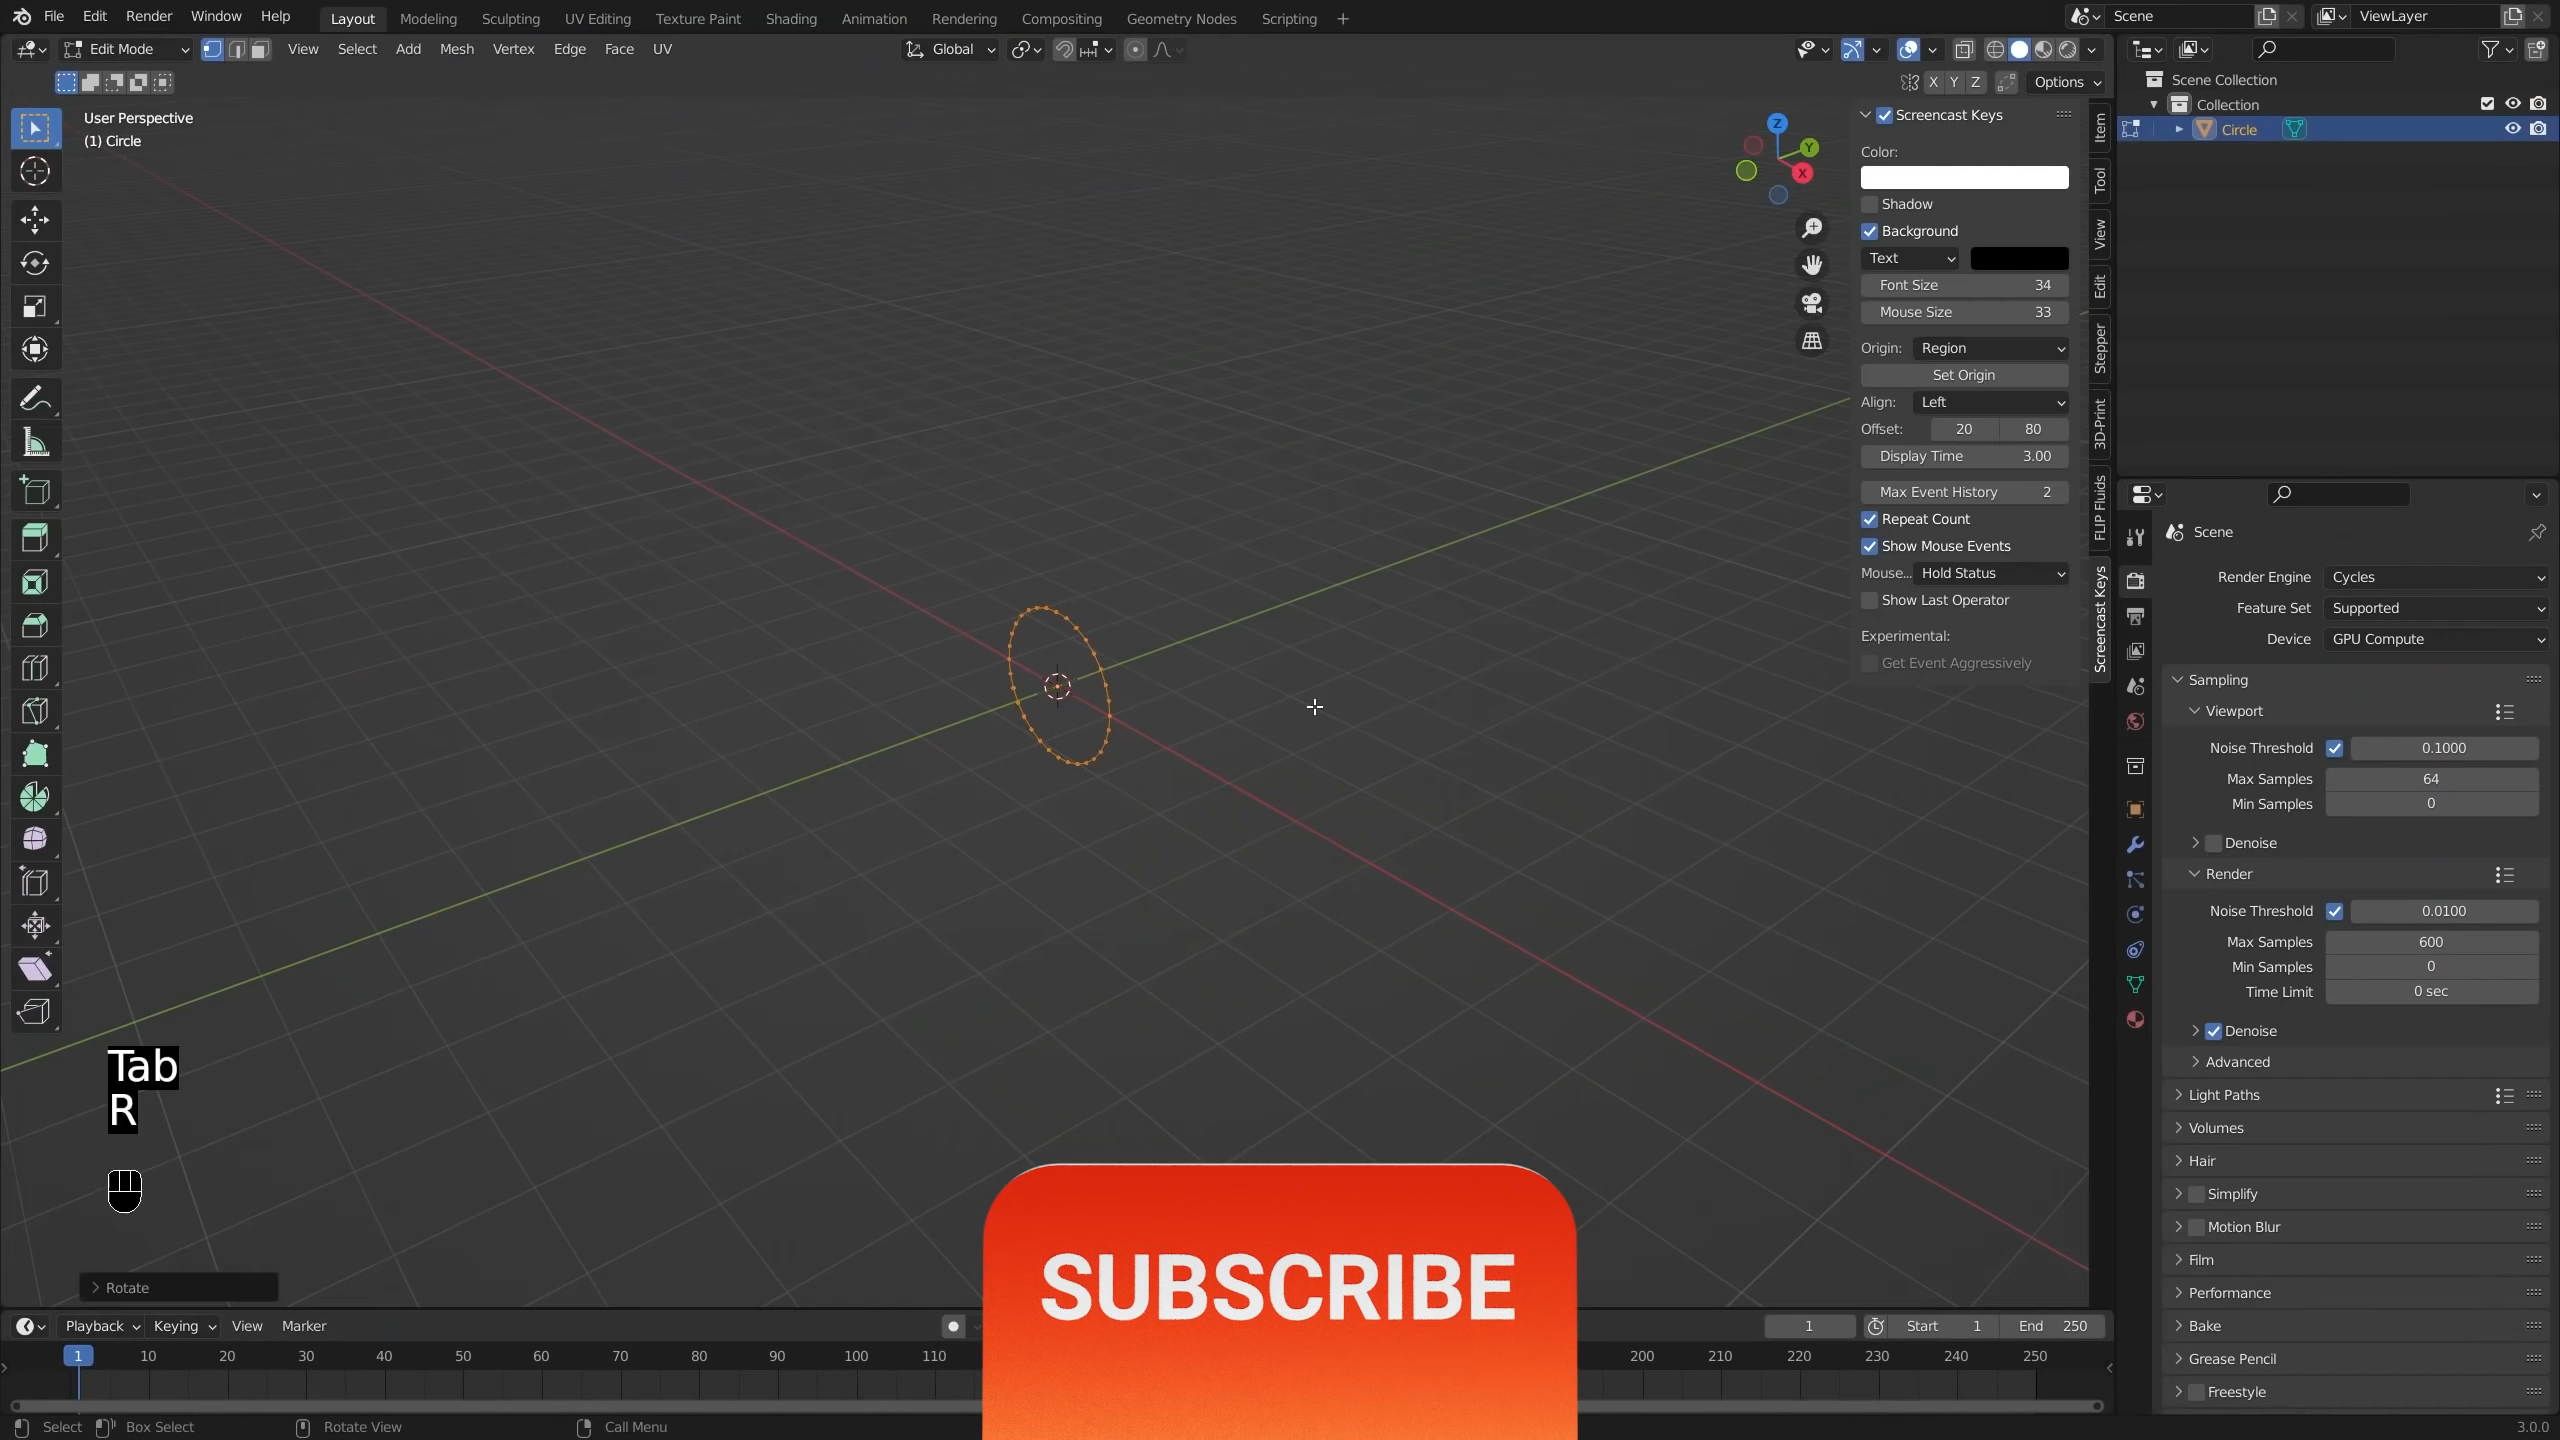 File Edit Render Window Help Layout Modeling Sculpting UV Editing Texture Paint Shading Animation Rendering Compositing Geometry Nodes Scripting + Scene ViewLayer
Edit Mode View Select Add Mesh Vertex Edge Face UV Global
X Y Z Options
User Perspective
(1) Circle
Z
Y
X
Screencast Keys
Color:
Shadow
Background
Text
Font Size 34
Mouse Size 33
Origin: Region
Set Origin
Align: Left
Offset: 20 80
Display Time 3.00
Max Event History 2
Repeat Count
Show Mouse Events
Mouse... Hold Status
Show Last Operator
Experimental:
Get Event Aggressively
Item
Tool
View
Edit
Stepper
3D-Print
FLIP Fluids
Screencast Keys
Scene Collection
Collection
Circle
Scene
Render Engine Cycles
Feature Set Supported
Device GPU Compute
Sampling
Viewport
Noise Threshold 0.1000
Max Samples 64
Min Samples 0
Denoise
Render
Noise Threshold 0.0100
Max Samples 600
Min Samples 0
Time Limit 0 sec
Denoise
Advanced
Light Paths
Volumes
Hair
Simplify
Motion Blur
Film
Performance
Bake
Grease Pencil
Freestyle
Tab
R
Rotate
SUBSCRIBE
Playback Keying View Marker 1 Start 1 End 250
1 10 20 30 40 50 60 70 80 90 100 110 200 210 220 230 240 250
Select Box Select Rotate View Call Menu 3.0.0